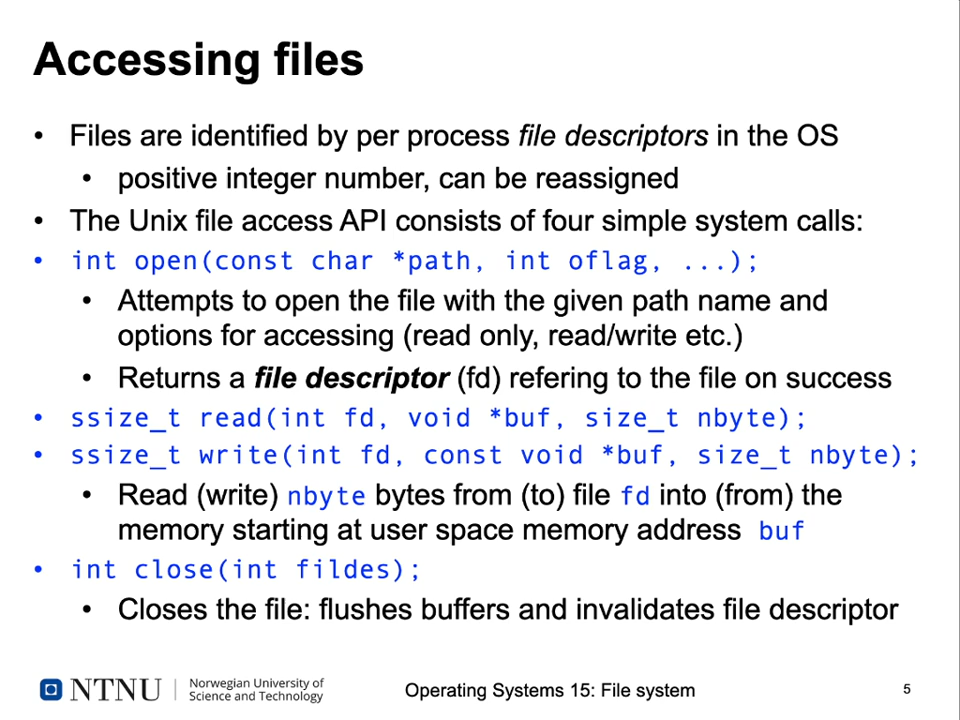 Accessing files
• Files are identified by per process file descriptors in the OS
• positive integer number, can be reassigned
• The Unix file access API consists of four simple system calls:
• int open(const char *path, int oflag, ...);
• Attempts to open the file with the given path name and
options for accessing (read only, read/write etc.)
• Returns a file descriptor (fd) refering to the file on success
• ssize_t read(int fd, void *buf, size_t nbyte);
• ssize_t write(int fd, const void *buf, size_t nbyte);
• Read (write) nbyte bytes from (to) file fd into (from) the
memory starting at user space memory address buf
• int close(int fildes);
• Closes the file: flushes buffers and invalidates file descriptor
NTNU
Norwegian University of
Science and Technology
Operating Systems 15: File system
5